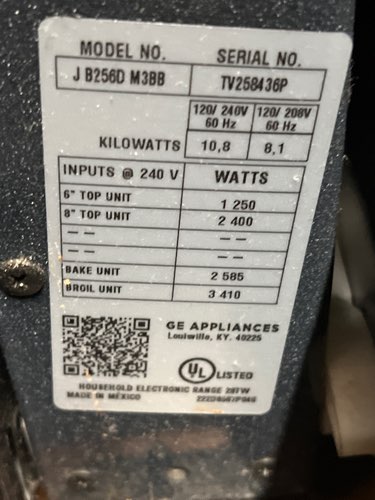 MODEL NO. SERIAL NO.
J B256D M3BB TV258436P
120/ 240V 120/ 208V
60 Hz 60 Hz
KILOWATTS 10,8 8,1
INPUTS @ 240 V WATTS
6" TOP UNIT 1 250
8" TOP UNIT 2 400
-- --
-- --
BAKE UNIT 2 585
BROIL UNIT 3 410
GE APPLIANCES
Louisville, KY. 40225
UL LISTED
HOUSEHOLD ELECTRONIC RANGE 297W
MADE IN MÉXICO